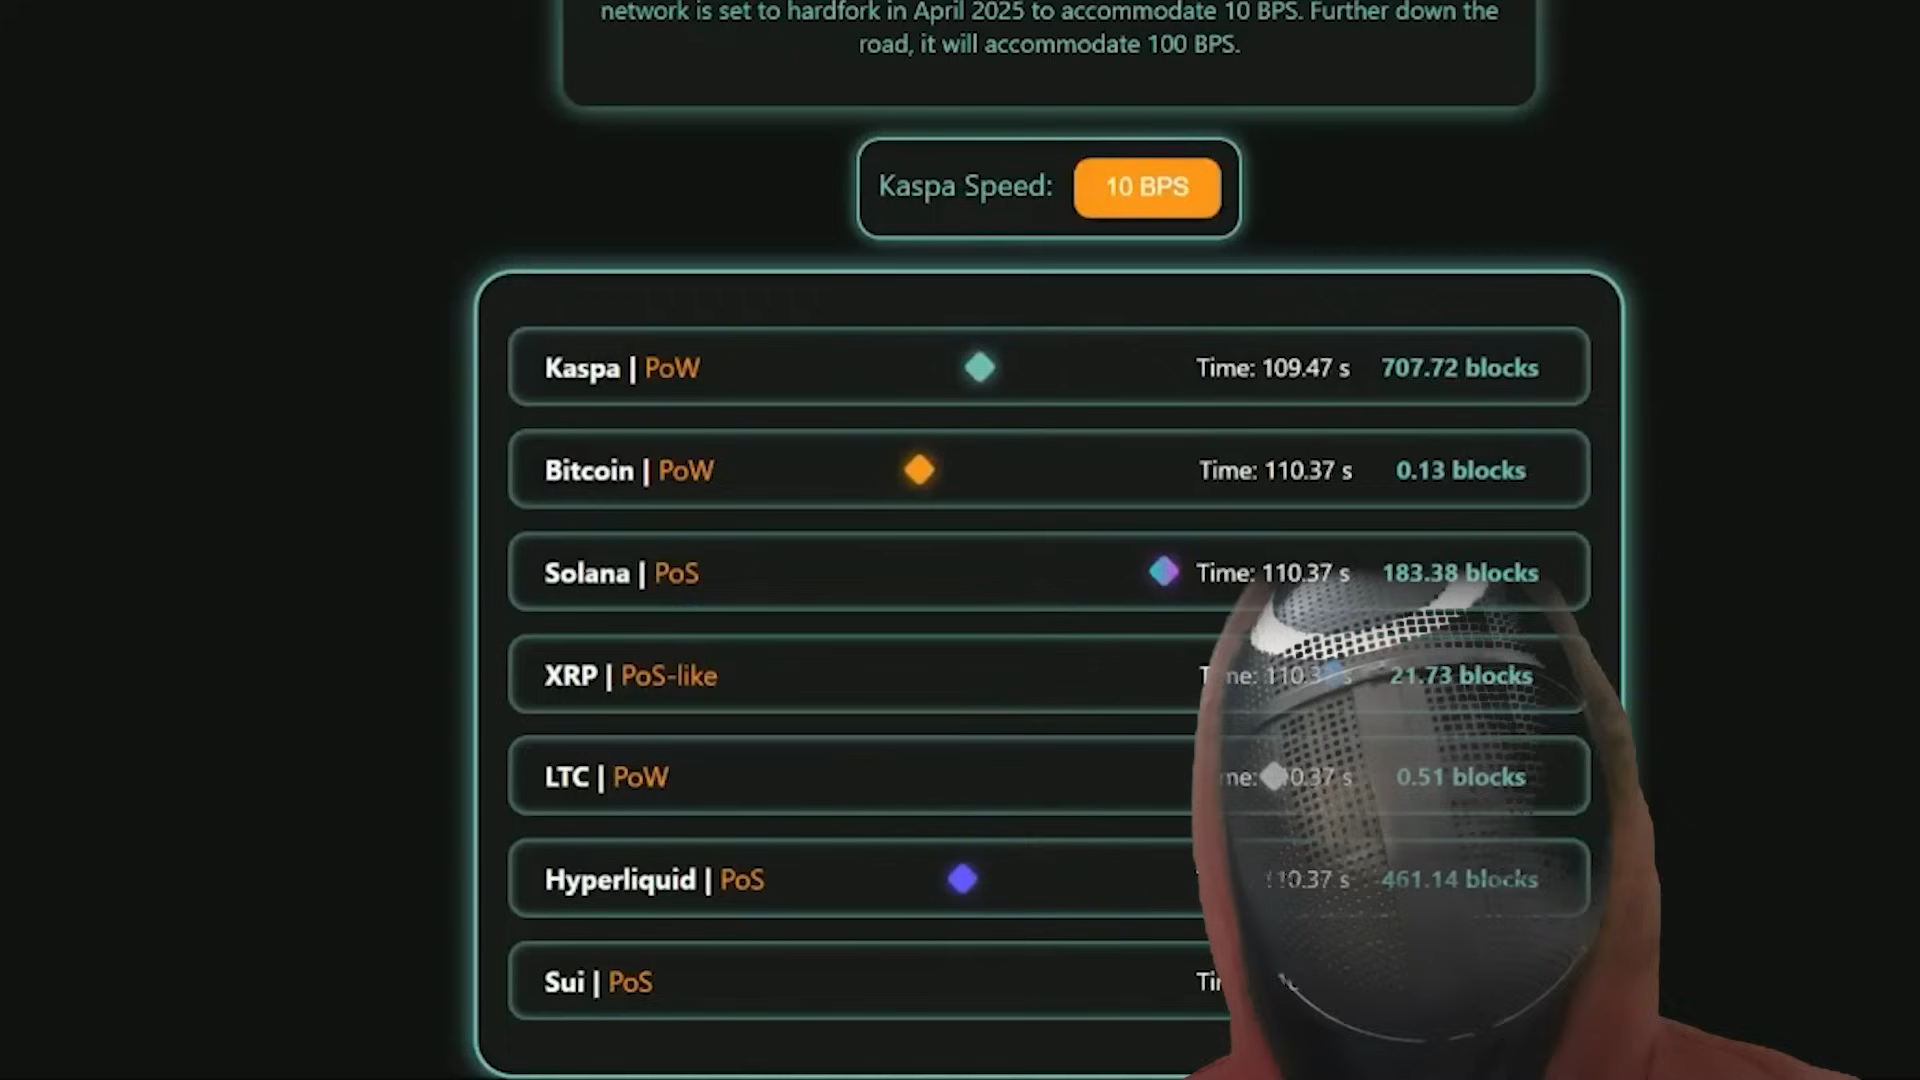 network is set to hardfork in April 2025 to accommodate 10 BPS. Further down the
road, it will accommodate 100 BPS.
Kaspa Speed: 10 BPS
Kaspa | PoW Time: 109.47 s 707.72 blocks
Bitcoin | PoW Time: 110.37 s 0.13 blocks
Solana | PoS Time: 110.37 s 183.38 blocks
XRP | PoS-like 21.73 blocks
LTC | PoW 0.51 blocks
Hyperliquid | PoS 461.14 blocks
Sui | PoS